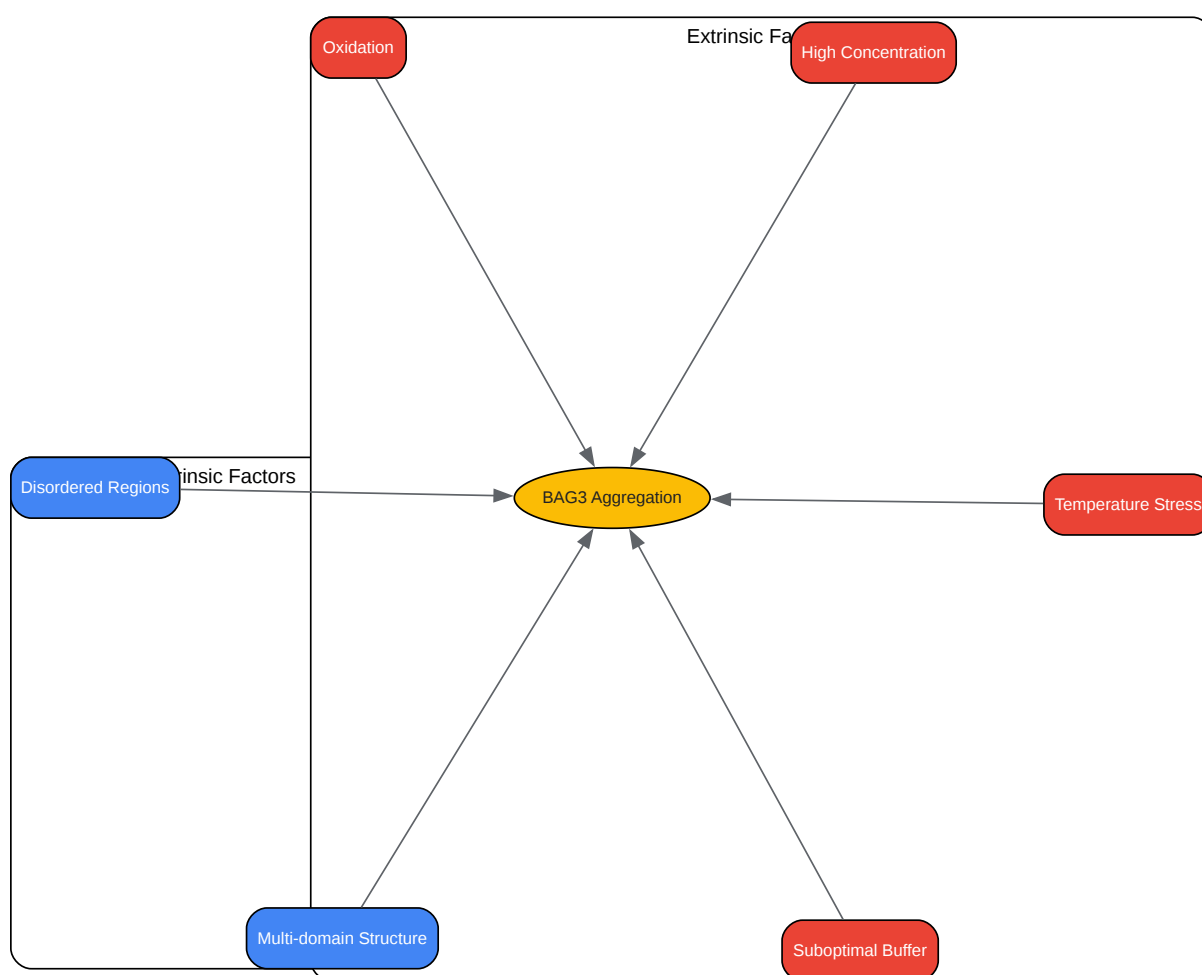 Oxidation
Extrinsic Fa
High Concentration
Disordered Regions
rinsic Factors
BAG3 Aggregation
Temperature Stress
Multi-domain Structure
Suboptimal Buffer